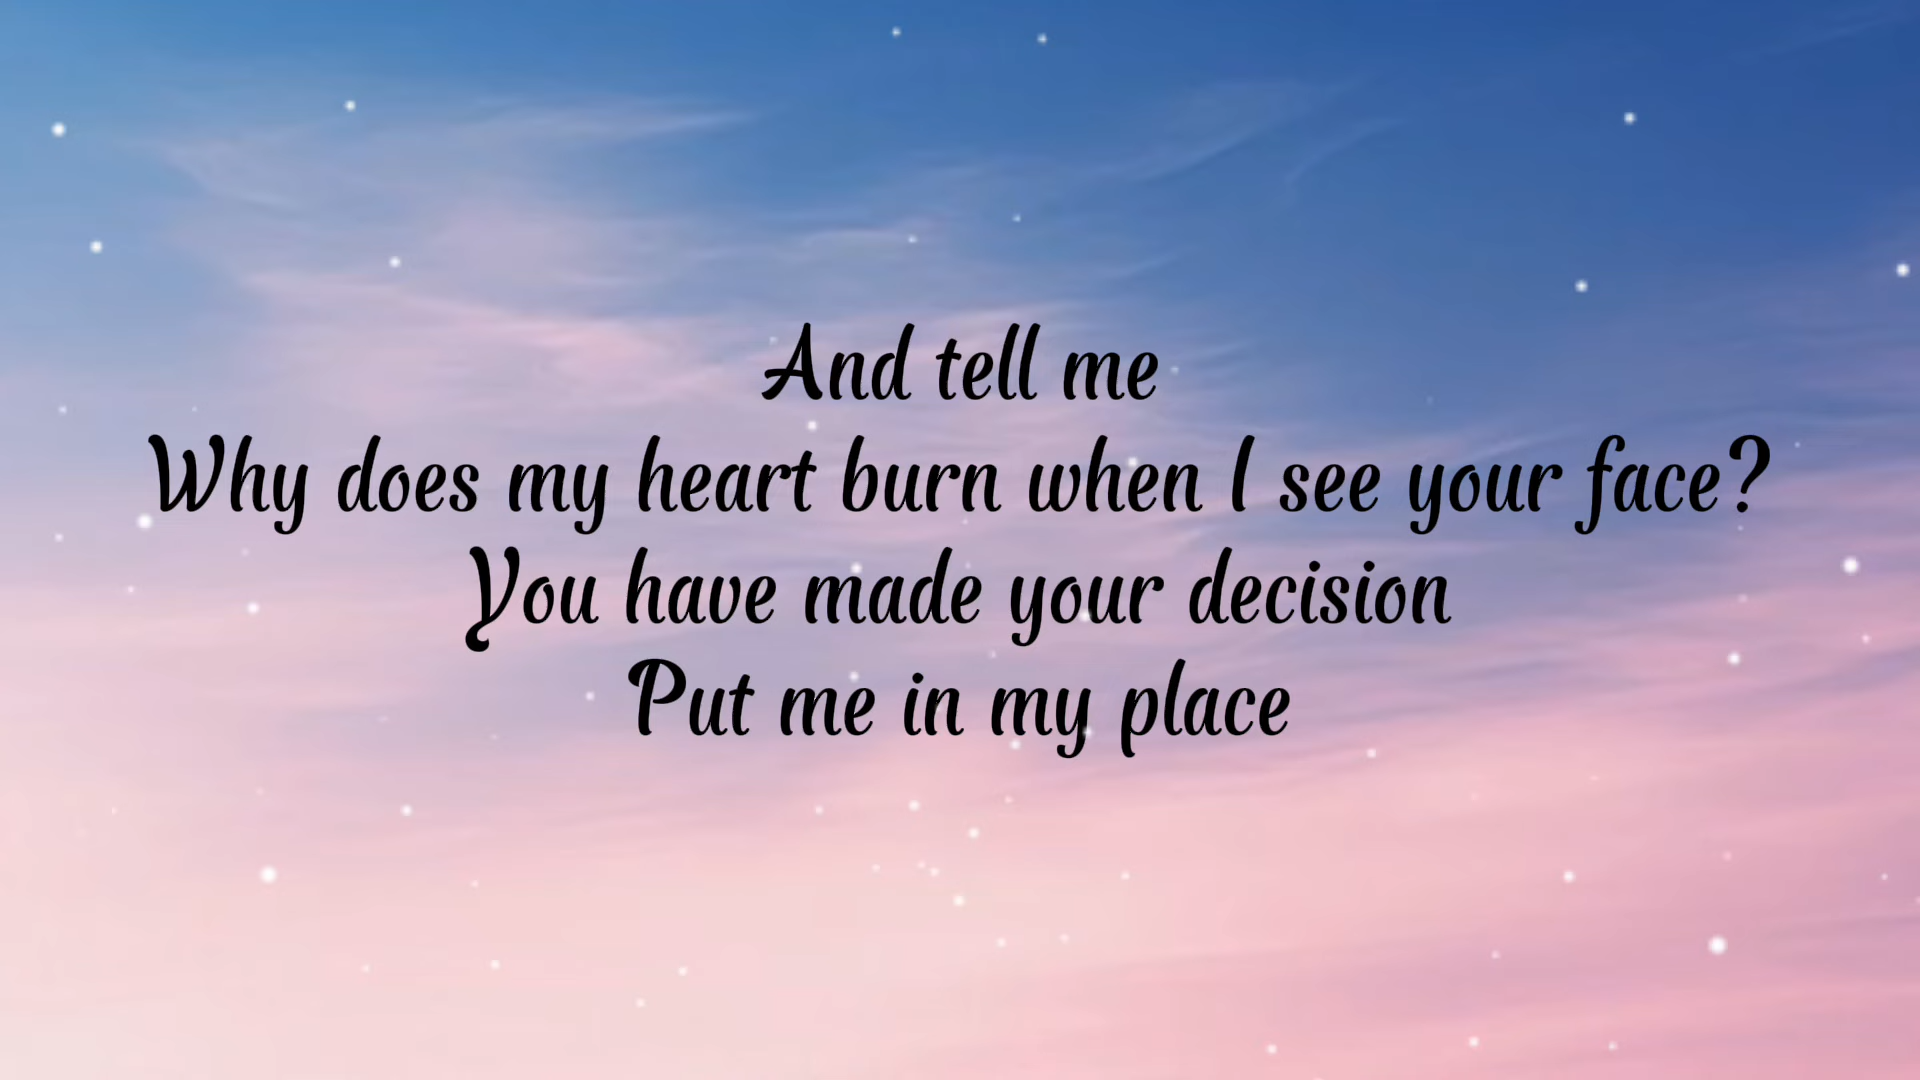 And tell me
Why does my heart burn when I see your face?
You have made your decision
Put me in my place